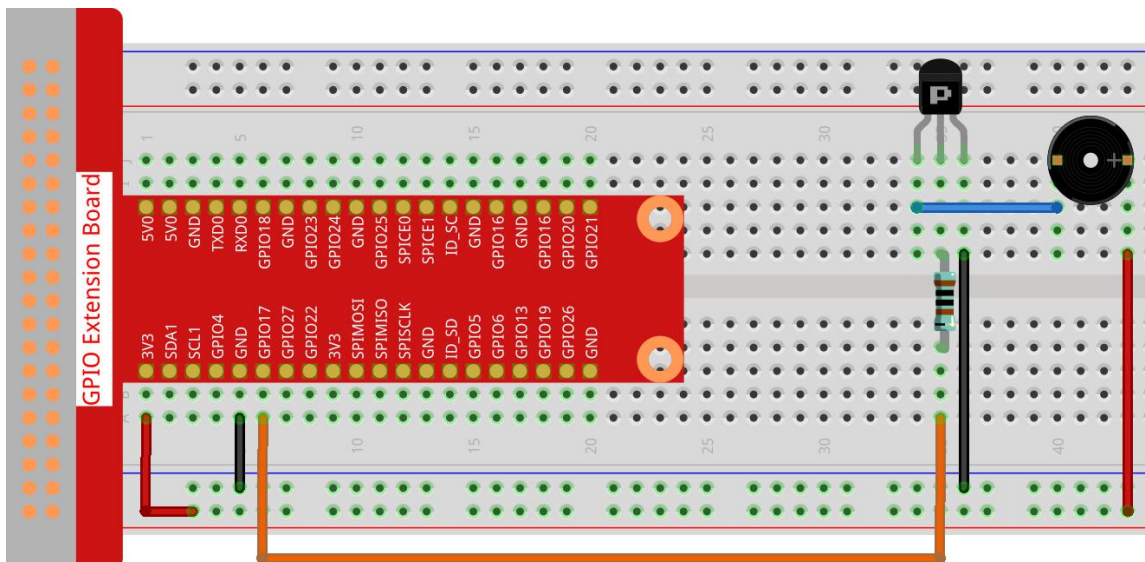 GPIO Extension Board
1
5
10
15
20
25
30
P
+
J
I
5V0
5V0
GND
TXD0
RXD0
GPIO18
GND
GPIO23
GPIO24
GND
GPIO25
SPICE0
SPICE1
ID_SC
GND
GPIO16
GND
GPIO16
GPIO20
GPIO21
3V3
SDA1
SCL1
GPIO4
GND
GPIO17
GPIO27
GPIO22
3V3
SPIMOSI
SPIMISO
SPISCLK
GND
ID_SD
GPIO5
GPIO6
GPIO13
GPIO19
GPIO26
GND
B
A
10
15
20
25
30
40